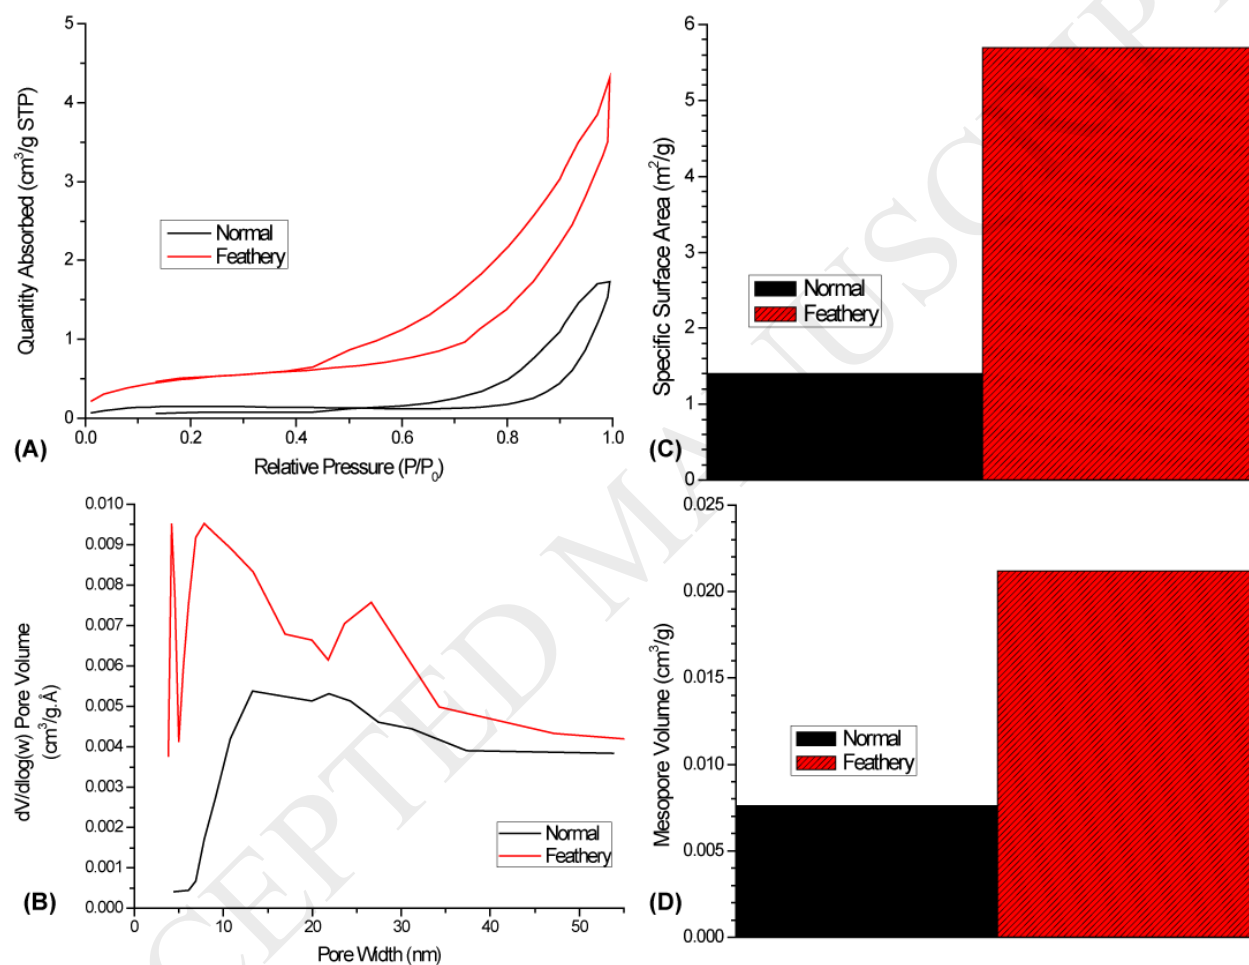 5
4
3
2
1
0
Quantity Absorbed (cm³/g STP)
Normal
Feathery
0.0 0.2 0.4 0.6 0.8 1.0
Relative Pressure (P/P₀)
(A)
6
5
4
3
2
1
0
Specific Surface Area (m²/g)
Normal
Feathery
(C)
0.010
0.009
0.008
0.007
0.006
0.005
0.004
0.003
0.002
0.001
0.000
dV/dlog(w) Pore Volume
(cm³/g.Å)
Normal
Feathery
0 10 20 30 40 50
Pore Width (nm)
(B)
0.025
0.020
0.015
0.010
0.005
0.000
Mesopore Volume (cm³/g)
Normal
Feathery
(D)
CEPTED MANUSCRIPT